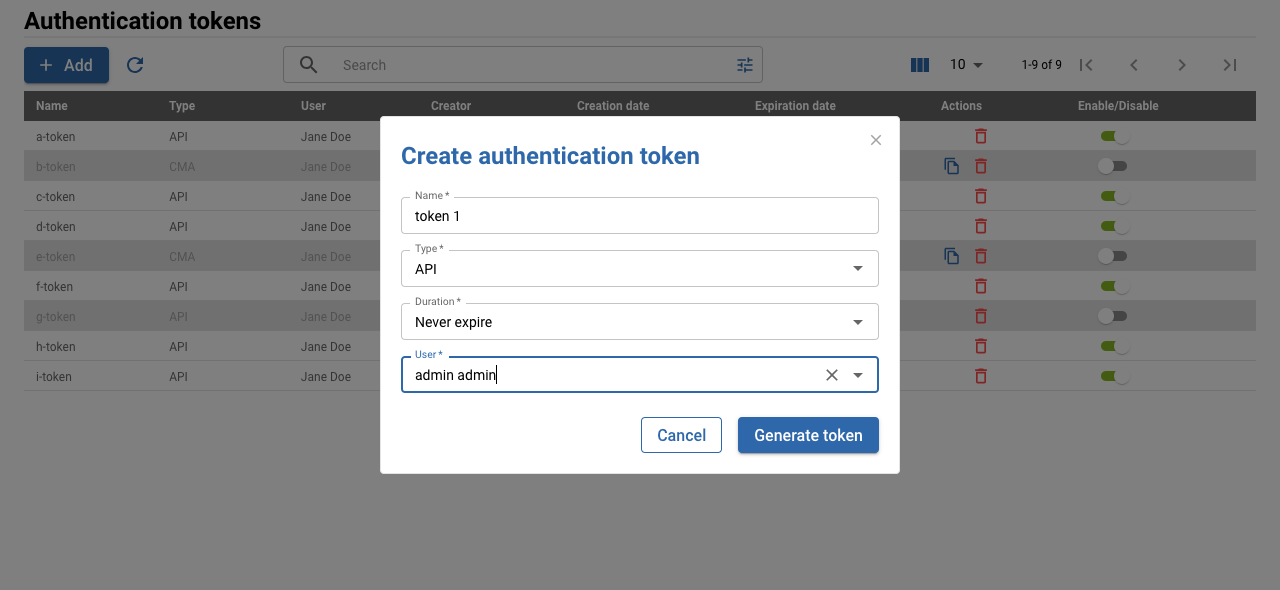 Authentication tokens
Add
Search
10
1-9 of 9
Name Type User Creator Creation date Expiration date Actions Enable/Disable
a-token API Jane Doe
b-token CMA Jane Doe
c-token API Jane Doe
d-token API Jane Doe
e-token CMA Jane Doe
f-token API Jane Doe
g-token API Jane Doe
h-token API Jane Doe
i-token API Jane Doe
Create authentication token
Name *
token 1
Type *
API
Duration *
Never expire
User *
admin admin
Cancel Generate token